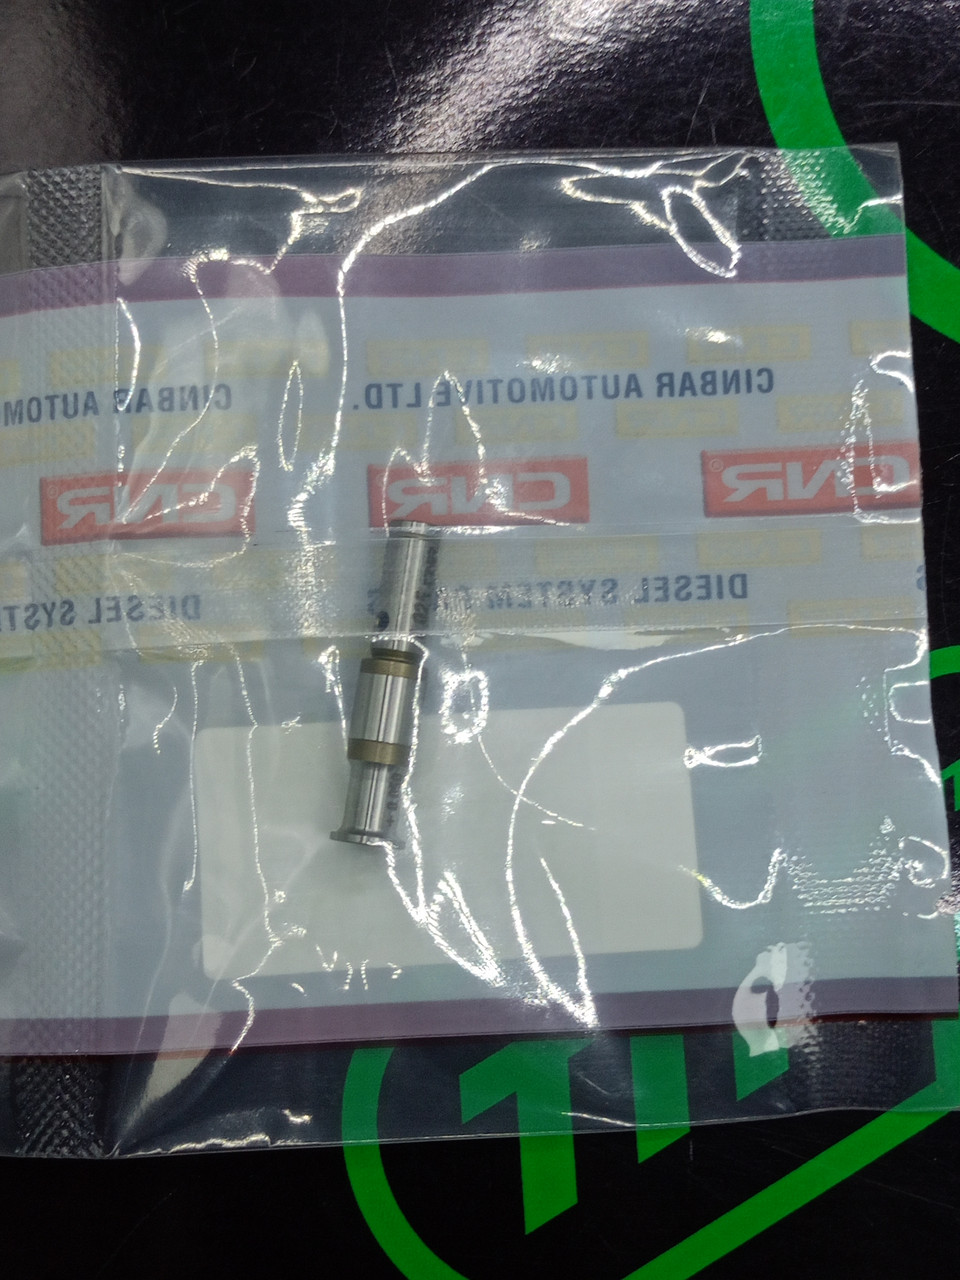 CINBAR AUTOM
CINBAR AUTOMOTIVE LTD.
CNR®
CNR®
CNR®
DIESEL SYST
DIESEL SYSTEM
S